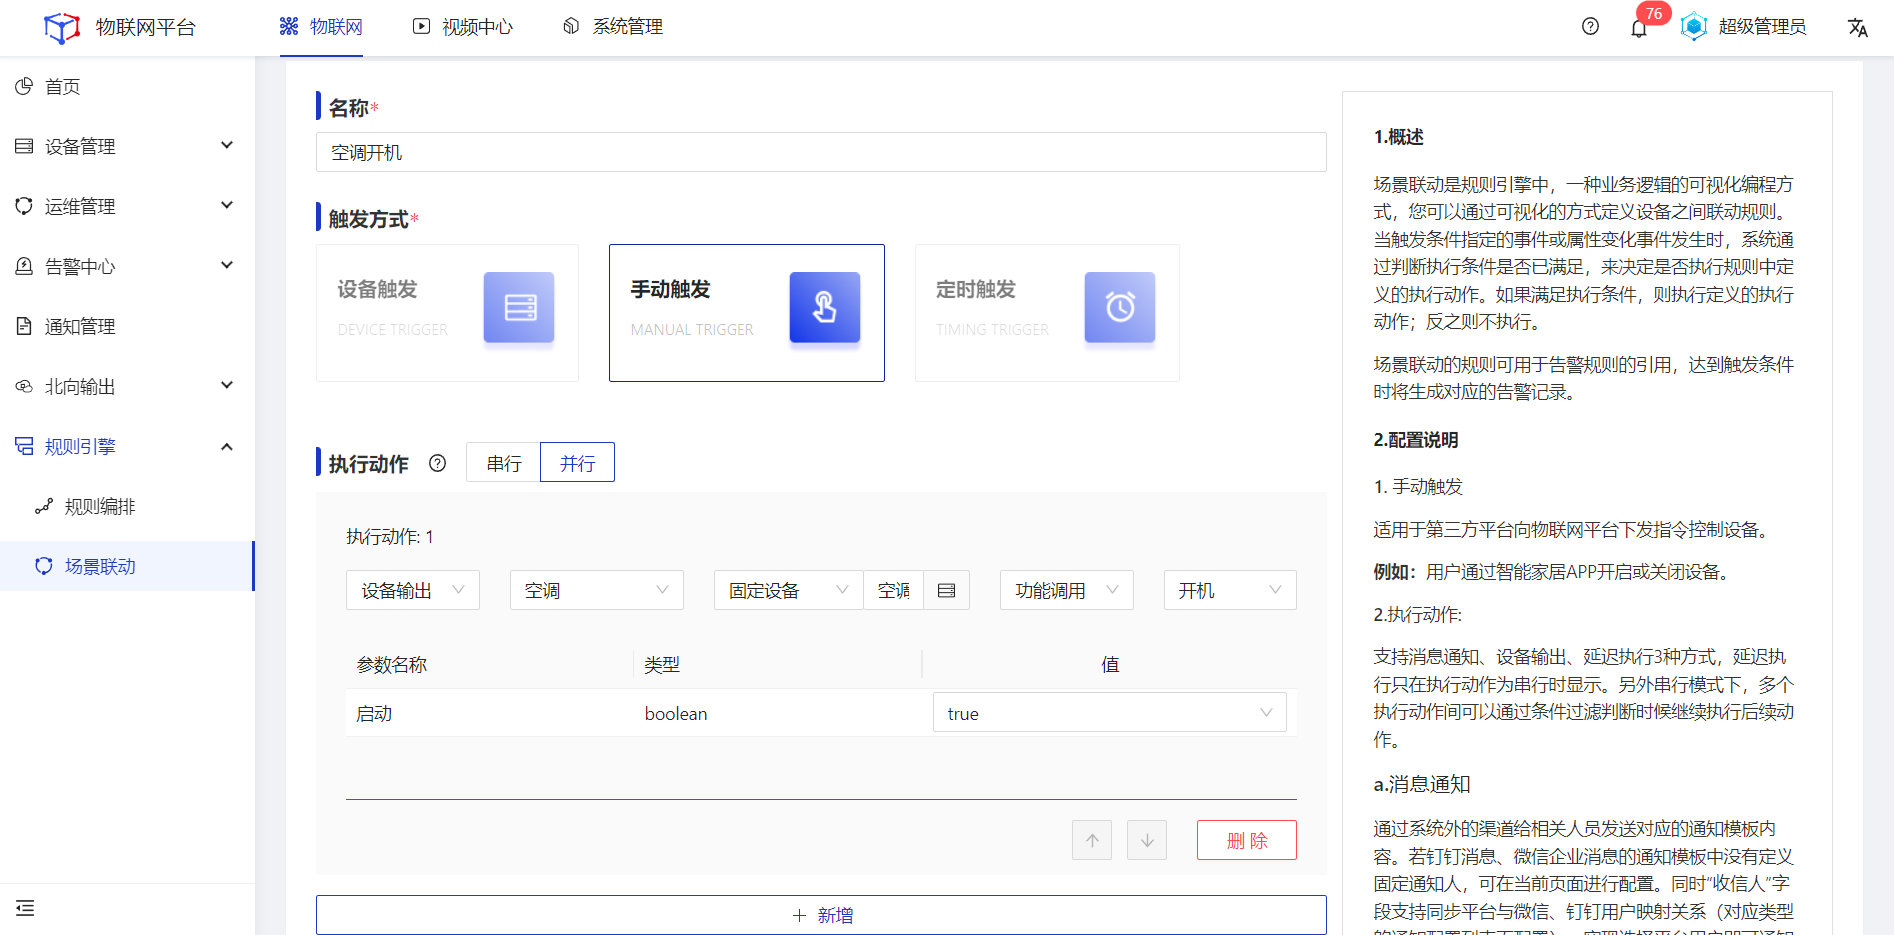 物联网平台
物联网
视频中心
系统管理
76
超级管理员
首页
设备管理
运维管理
告警中心
通知管理
北向输出
规则引擎
规则编排
场景联动
名称*
空调开机
触发方式*
设备触发
DEVICE TRIGGER
手动触发
MANUAL TRIGGER
定时触发
TIMING TRIGGER
执行动作
串行
并行
执行动作: 1
设备输出
空调
固定设备
空调
功能调用
开机
参数名称
类型
值
启动
boolean
true
删 除
新增
1.概述
场景联动是规则引擎中，一种业务逻辑的可视化编程方
式，您可以通过可视化的方式定义设备之间联动规则。
当触发条件指定的事件或属性变化事件发生时，系统通
过判断执行条件是否已满足，来决定是否执行规则中定
义的执行动作。如果满足执行条件，则执行定义的执行
动作；反之则不执行。
场景联动的规则可用于告警规则的引用，达到触发条件
时将生成对应的告警记录。
2.配置说明
1. 手动触发
适用于第三方平台向物联网平台下发指令控制设备。
例如：用户通过智能家居APP开启或关闭设备。
2.执行动作:
支持消息通知、设备输出、延迟执行3种方式，延迟执
行只在执行动作为串行时显示。另外串行模式下，多个
执行动作间可以通过条件过滤判断时候继续执行后续动
作。
a.消息通知
通过系统外的渠道给相关人员发送对应的通知模板内
容。若钉钉消息、微信企业消息的通知模板中没有定义
固定通知人，可在当前页面进行配置。同时“收信人”字
段支持同步平台与微信、钉钉用户映射关系（对应类型